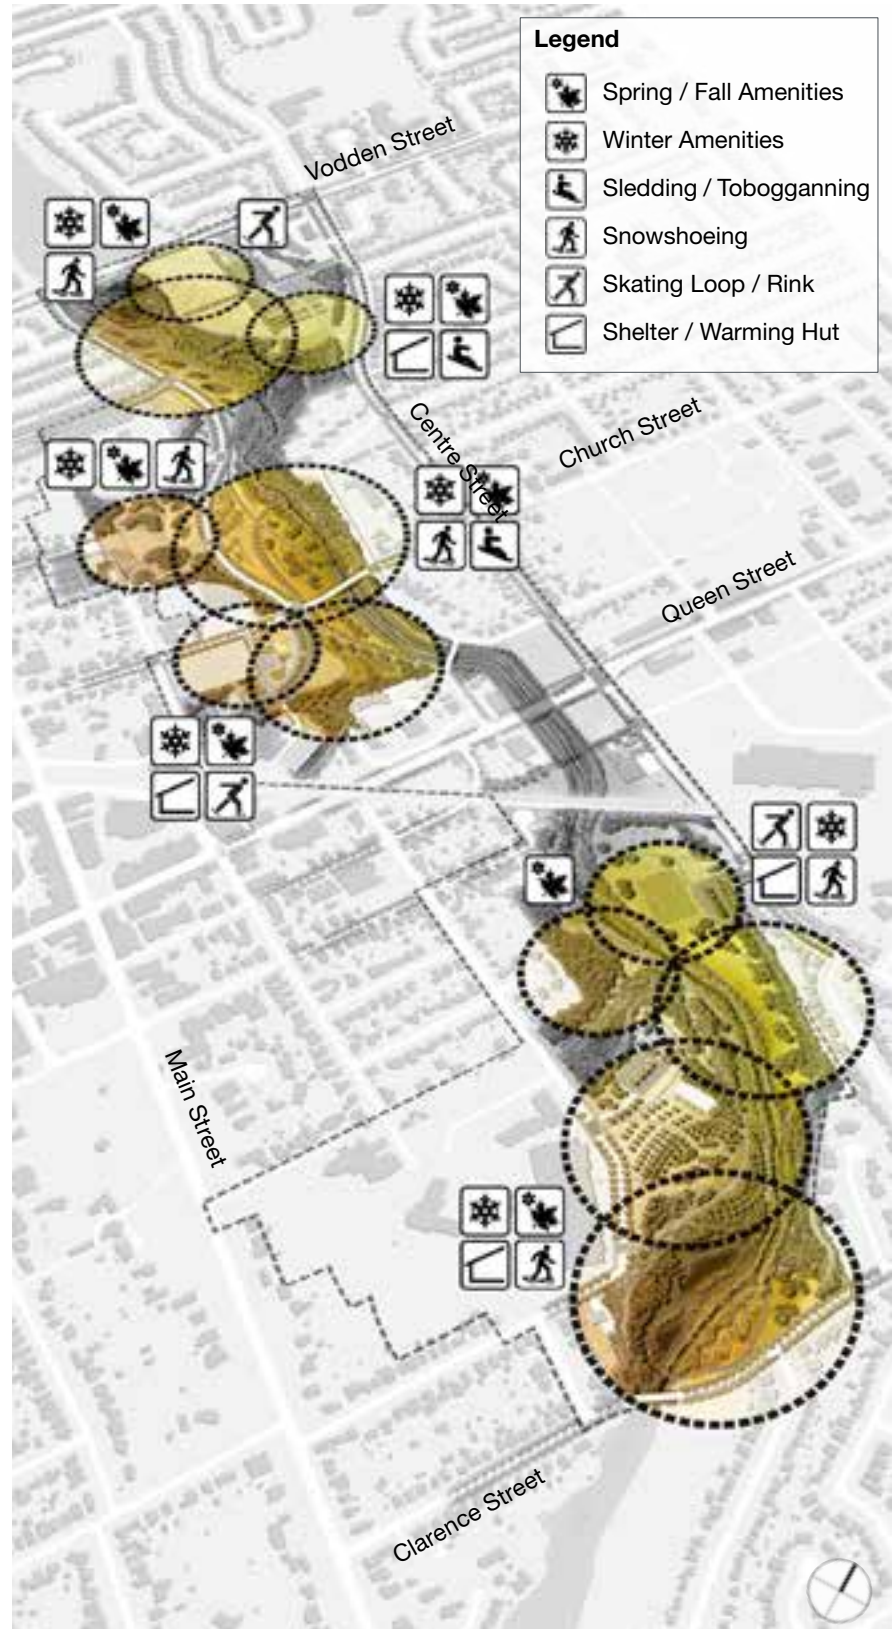 Legend
Spring / Fall Amenities
Winter Amenities
Sledding / Tobogganning
Snowshoeing
Skating Loop / Rink
Shelter / Warming Hut
Vodden Street
Centre Street
Church Street
Queen Street
Main Street
Clarence Street